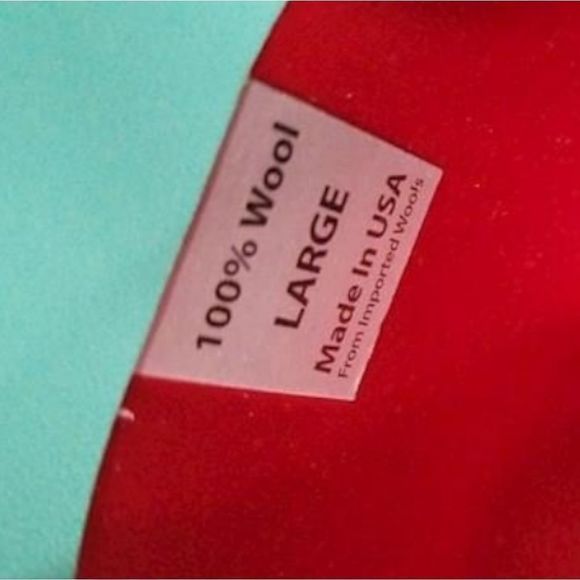 100% Wool
LARGE
Made In USA
From Imported Wools